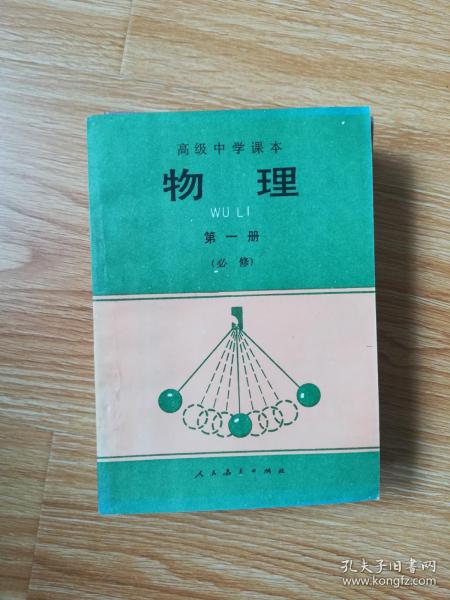 高级中学课本
物 理
WU LI
第一册
(必 修)
人民教育出版社
孔夫子旧书网
www.kongfz.com